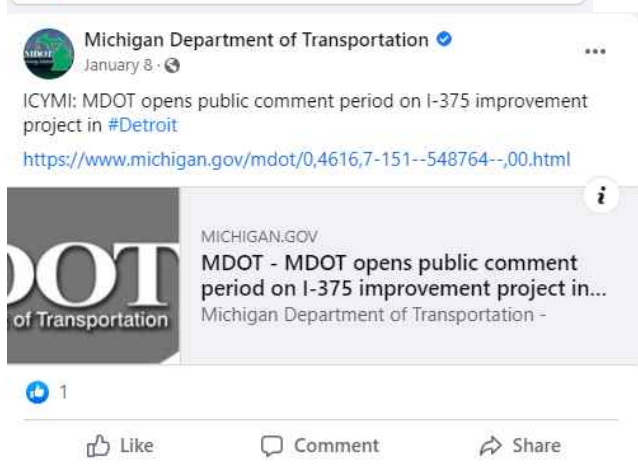 Michigan Department of Transportation
January 8 ·
ICYMI: MDOT opens public comment period on I-375 improvement
project in #Detroit
https://www.michigan.gov/mdot/0,4616,7-151--548764--,00.html
i
DOT
of Transportation
MICHIGAN.GOV
MDOT - MDOT opens public comment
period on I-375 improvement project in...
Michigan Department of Transportation -
1
Like Comment Share